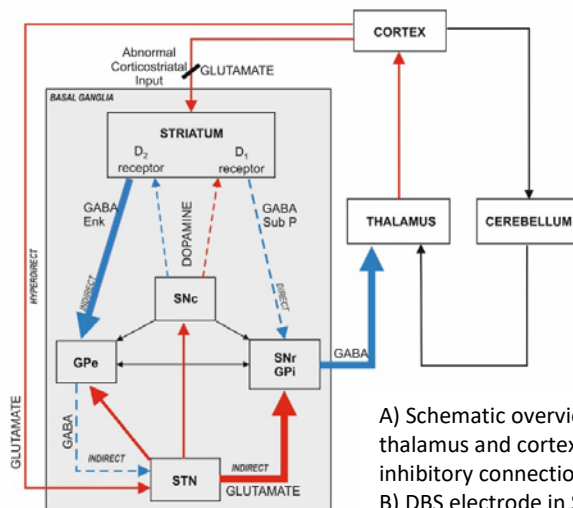 CORTEX
Abnormal
Corticostriatal
Input
GLUTAMATE
BASAL GANGLIA
STRIATUM
D2
receptor
D1
receptor
GABA
Enk
DOPAMINE
GABA
Sub P
THALAMUS
CEREBELLUM
HYPERDIRECT
INDIRECT
DIRECT
SNc
GPe
SNr
GPi
GABA
GABA
INDIRECT
INDIRECT
STN
GLUTAMATE
GLUTAMATE
A) Schematic overvie
thalamus and cortex
inhibitory connection
B) DBS electrode in S